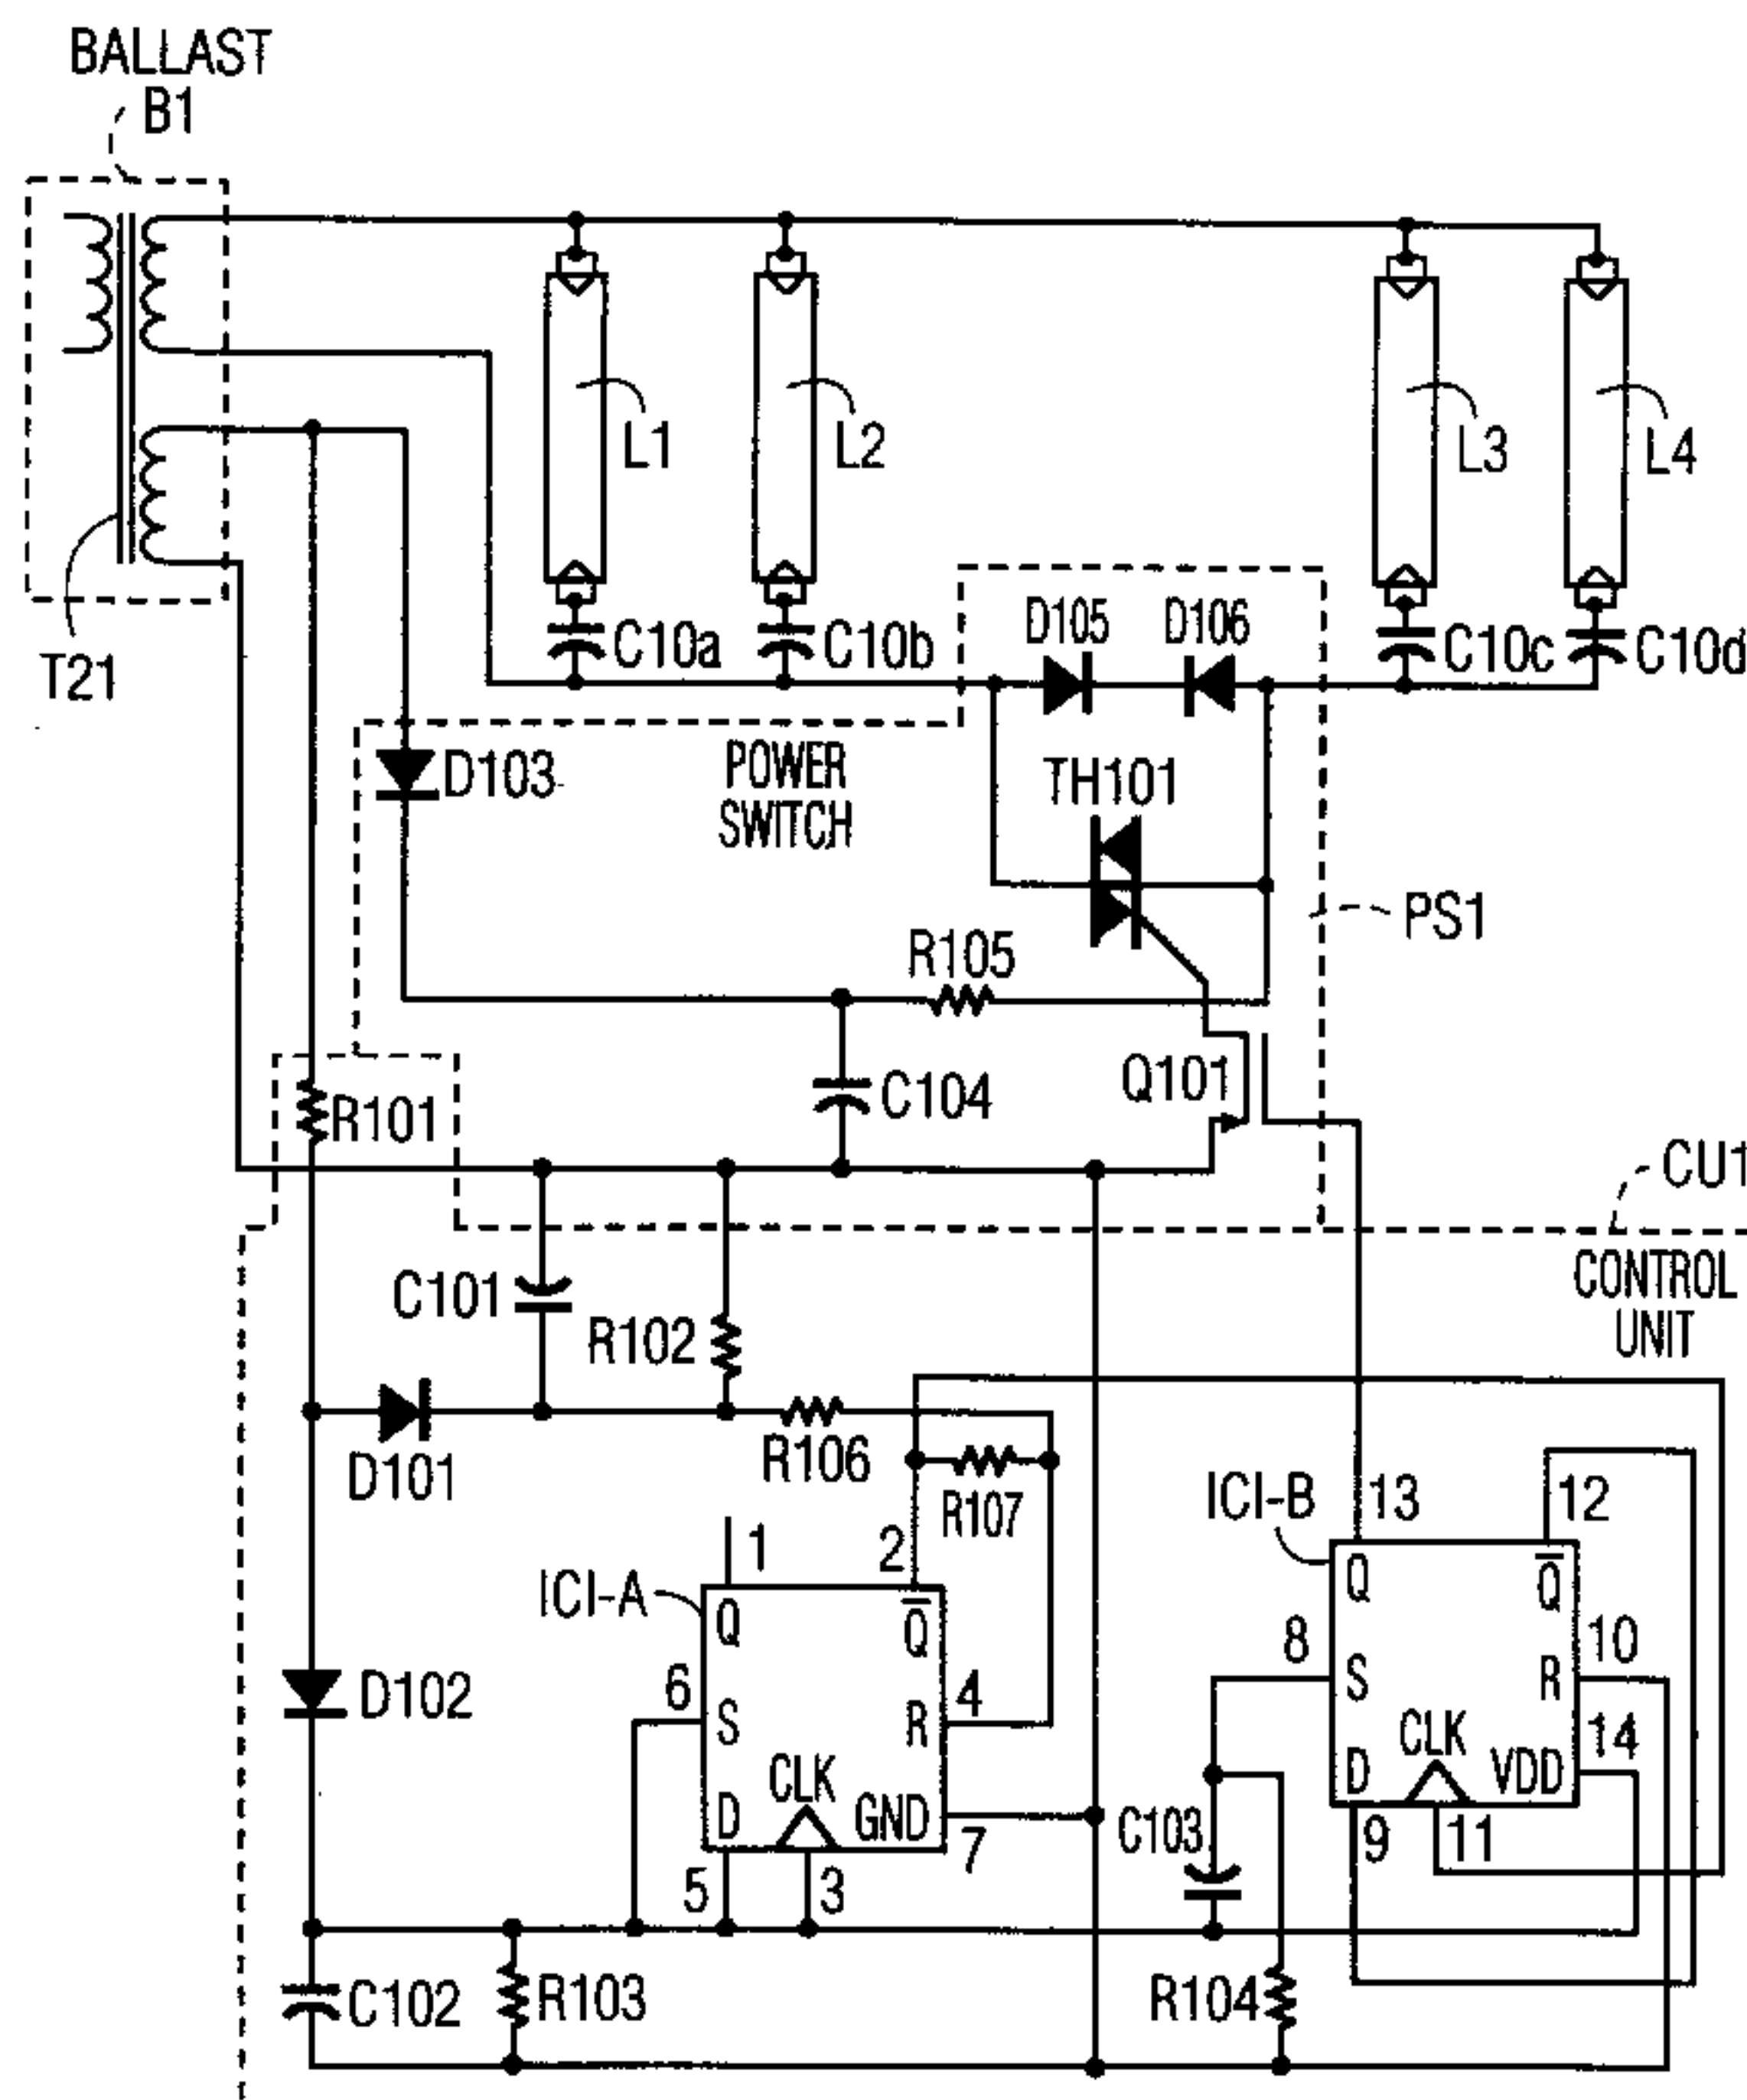 BALLAST
B1
L1
L2
L3
L4
T21
C10a
C10b
D105
D106
C10c
C10d
D103
POWER
SWITCH
TH101
PS1
R105
R101
C104
Q101
CU1
CONTROL
UNIT
C101
R102
D101
R106
R107
ICI-B
13
12
1
2
ICI-A
Q
Q̅
Q
Q̅
8
10
S
R
D102
6
4
S
R
CLK
14
D
VDD
CLK
D
GND
C103
9
11
7
5
3
C102
R103
R104